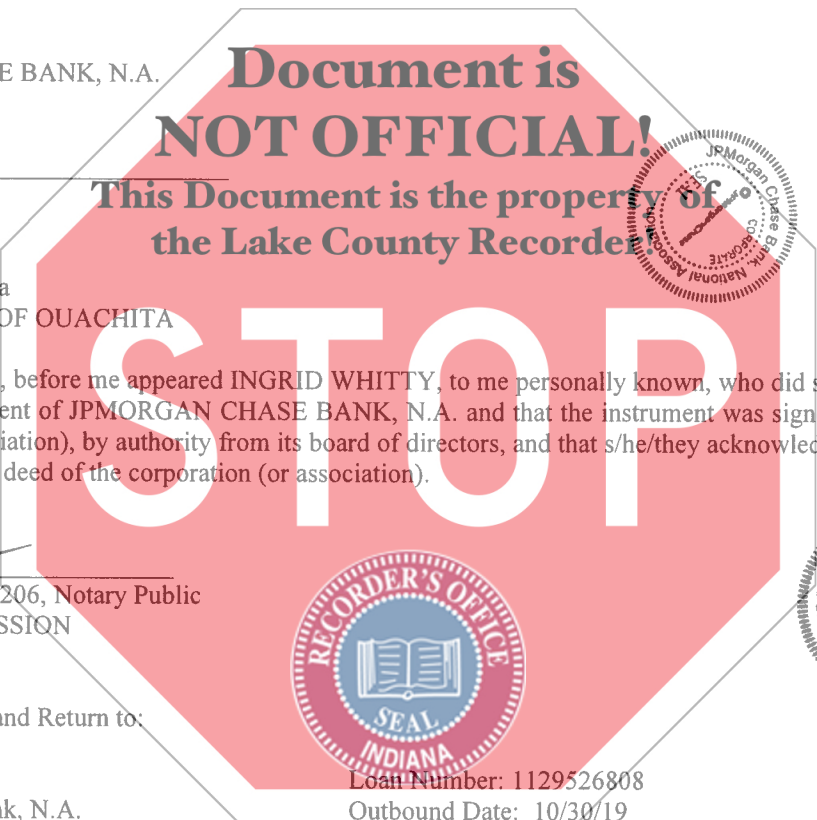 E BANK, N.A.
Document is
NOT OFFICIAL!
This Document is the property of
the Lake County Recorder!
JPMorgan Chase Bank, National Association
SEAL
JPMorganChase
CORPORATE
a
OF OUACHITA
STOP
, before me appeared INGRID WHITTY, to me personally known, who did s
ent of JPMORGAN CHASE BANK, N.A. and that the instrument was sign
iation), by authority from its board of directors, and that s/he/they acknowled
deed of the corporation (or association).
206, Notary Public
SSION
RECORDER'S OFFICE
SEAL
INDIANA
and Return to:
Loan Number: 1129526808
nk, N.A.
Outbound Date: 10/30/19